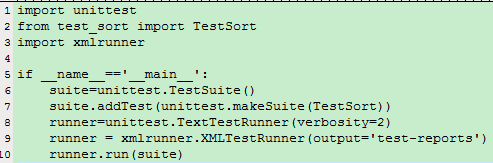 1 import unittest
2 from test_sort import TestSort
3 import xmlrunner
4
5 if __name__=='__main__':
6     suite=unittest.TestSuite()
7     suite.addTest(unittest.makeSuite(TestSort))
8     runner=unittest.TextTestRunner(verbosity=2)
9     runner = xmlrunner.XMLTestRunner(output='test-reports')
10     runner.run(suite)